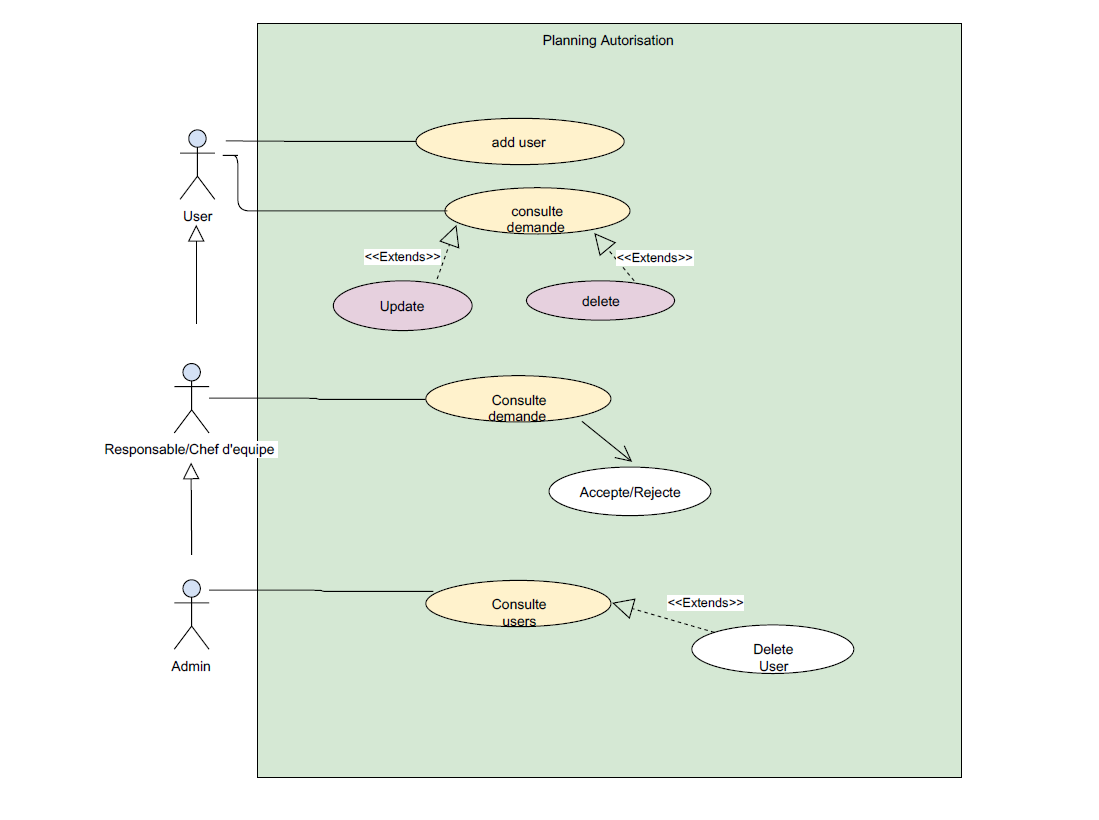 Planning Autorisation
add user
User
consulte
demande
<<Extends>>
<<Extends>>
Update
delete
Consulte
demande
Responsable/Chef d'equipe
Accepte/Rejecte
Consulte
users
<<Extends>>
Delete
User
Admin